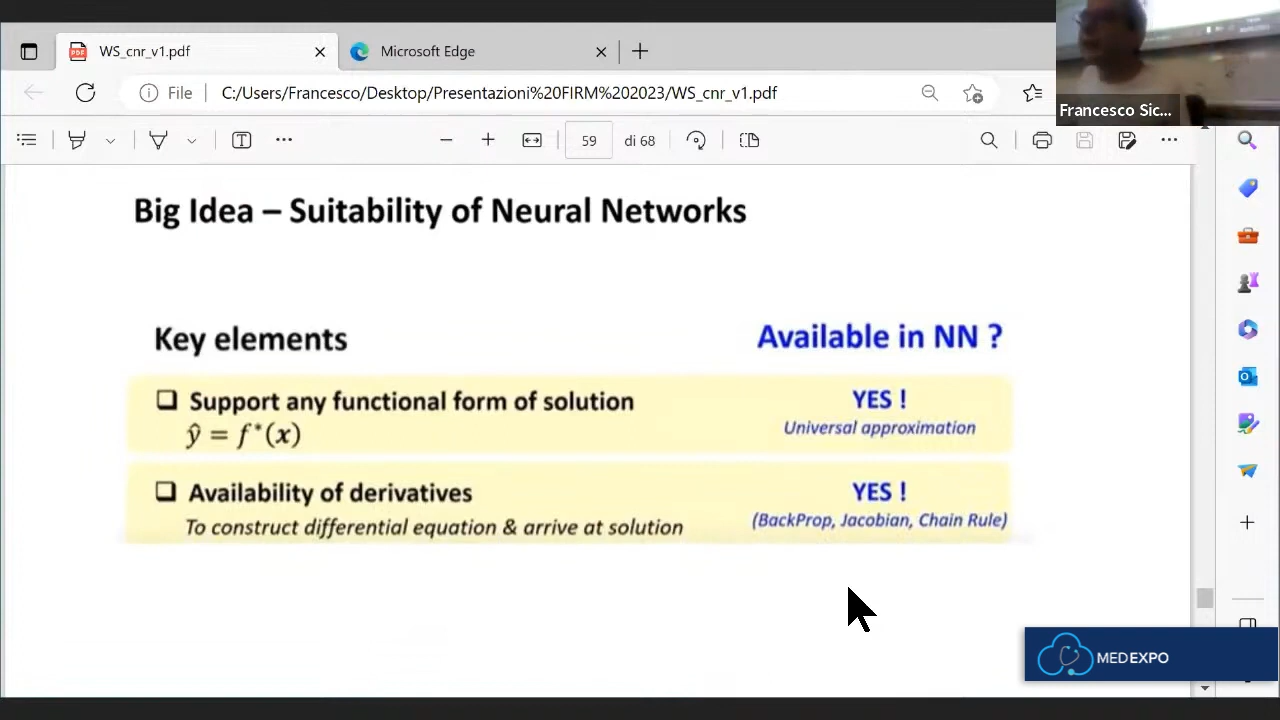 WS_cnr_v1.pdf
Microsoft Edge
File
C:/Users/Francesco/Desktop/Presentazioni%20FIRM%202023/WS_cnr_v1.pdf
Francesco Sic...
59 di 68
Big Idea – Suitability of Neural Networks
Key elements
Available in NN ?
Support any functional form of solution
YES !
ŷ = f*(x)
Universal approximation
Availability of derivatives
YES !
To construct differential equation & arrive at solution
(BackProp, Jacobian, Chain Rule)
MEDEXPO